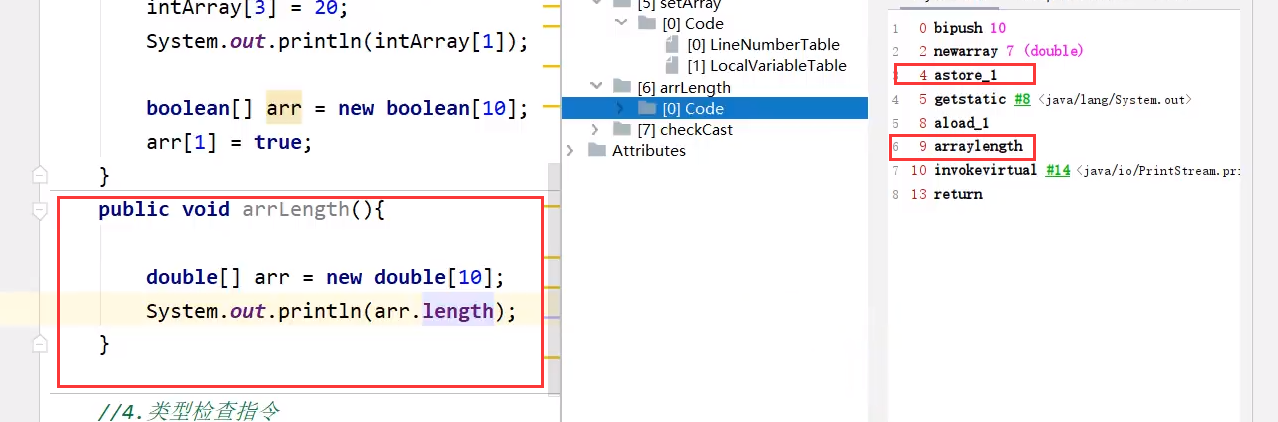 intArray[3] = 20;
System.out.println(intArray[1]);
boolean[] arr = new boolean[10];
arr[1] = true;
}
public void arrLength(){
double[] arr = new double[10];
System.out.println(arr.length);
}
//4.类型检查指令
[5] setArray
[0] Code
[0] LineNumberTable
[1] LocalVariableTable
[6] arrLength
[0] Code
[7] checkCast
Attributes
1 0 bipush 10
2 2 newarray 7 (double)
3 4 astore_1
4 5 getstatic #8 <java/lang/System.out>
5 8 aload_1
6 9 arraylength
7 10 invokevirtual #14 <java/io/PrintStream.pr
8 13 return